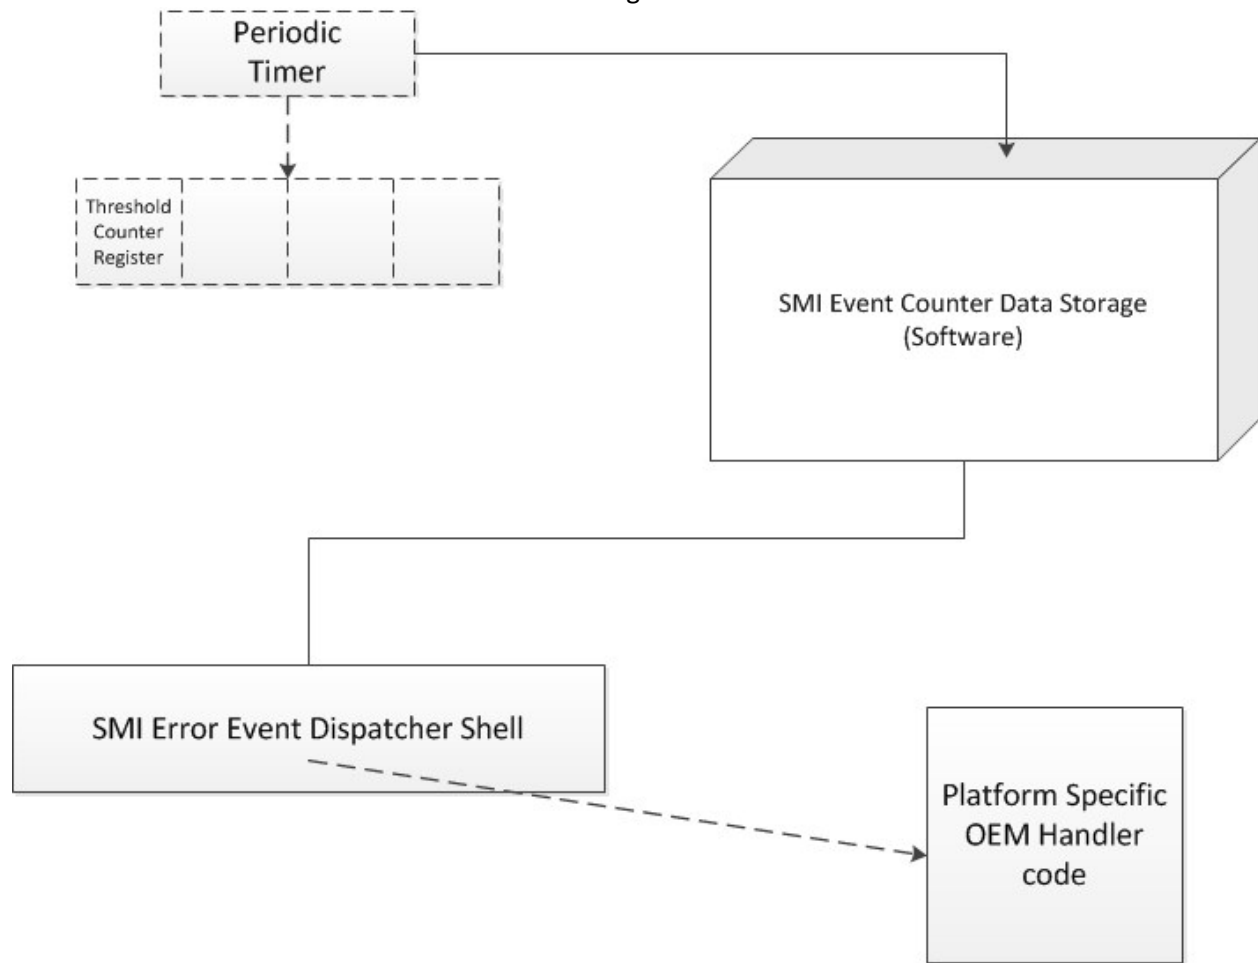 Periodic
Timer
Threshold
Counter
Register
SMI Event Counter Data Storage
(Software)
SMI Error Event Dispatcher Shell
Platform Specific
OEM Handler
code